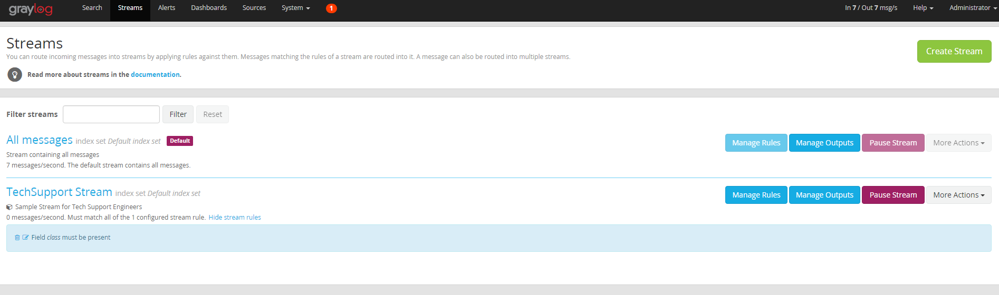 graylog Search Streams Alerts Dashboards Sources System 1 In 7 / Out 7 msg/s Help Administrator
Streams
You can route incoming messages into streams by applying rules against them. Messages matching the rules of a stream are routed into it. A message can also be routed into multiple streams.
Create Stream
Read more about streams in the documentation.
Filter streams Filter Reset
All messages index set Default index set Default Manage Rules Manage Outputs Pause Stream More Actions
Stream containing all messages
7 messages/second. The default stream contains all messages.
TechSupport Stream index set Default index set Manage Rules Manage Outputs Pause Stream More Actions
Sample Stream for Tech Support Engineers
0 messages/second. Must match all of the 1 configured stream rule. Hide stream rules
Field class must be present